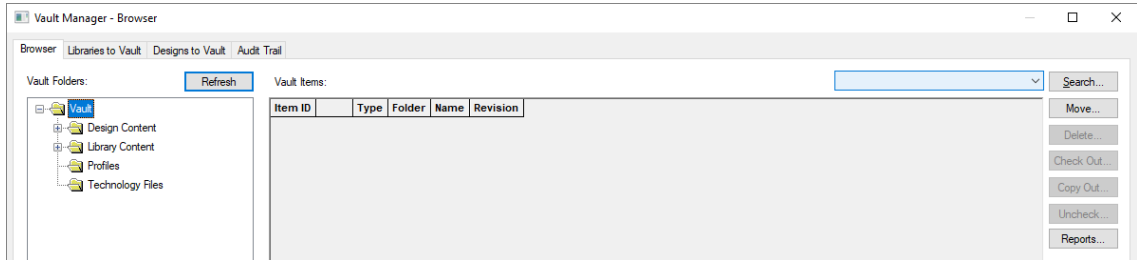 Vault Manager - Browser
Browser Libraries to Vault Designs to Vault Audit Trail
Vault Folders: Refresh Vault Items: Search...
Vault Item ID Type Folder Name Revision Move...
Design Content Delete...
Library Content Check Out...
Profiles
Technology Files Copy Out...
Uncheck...
Reports...